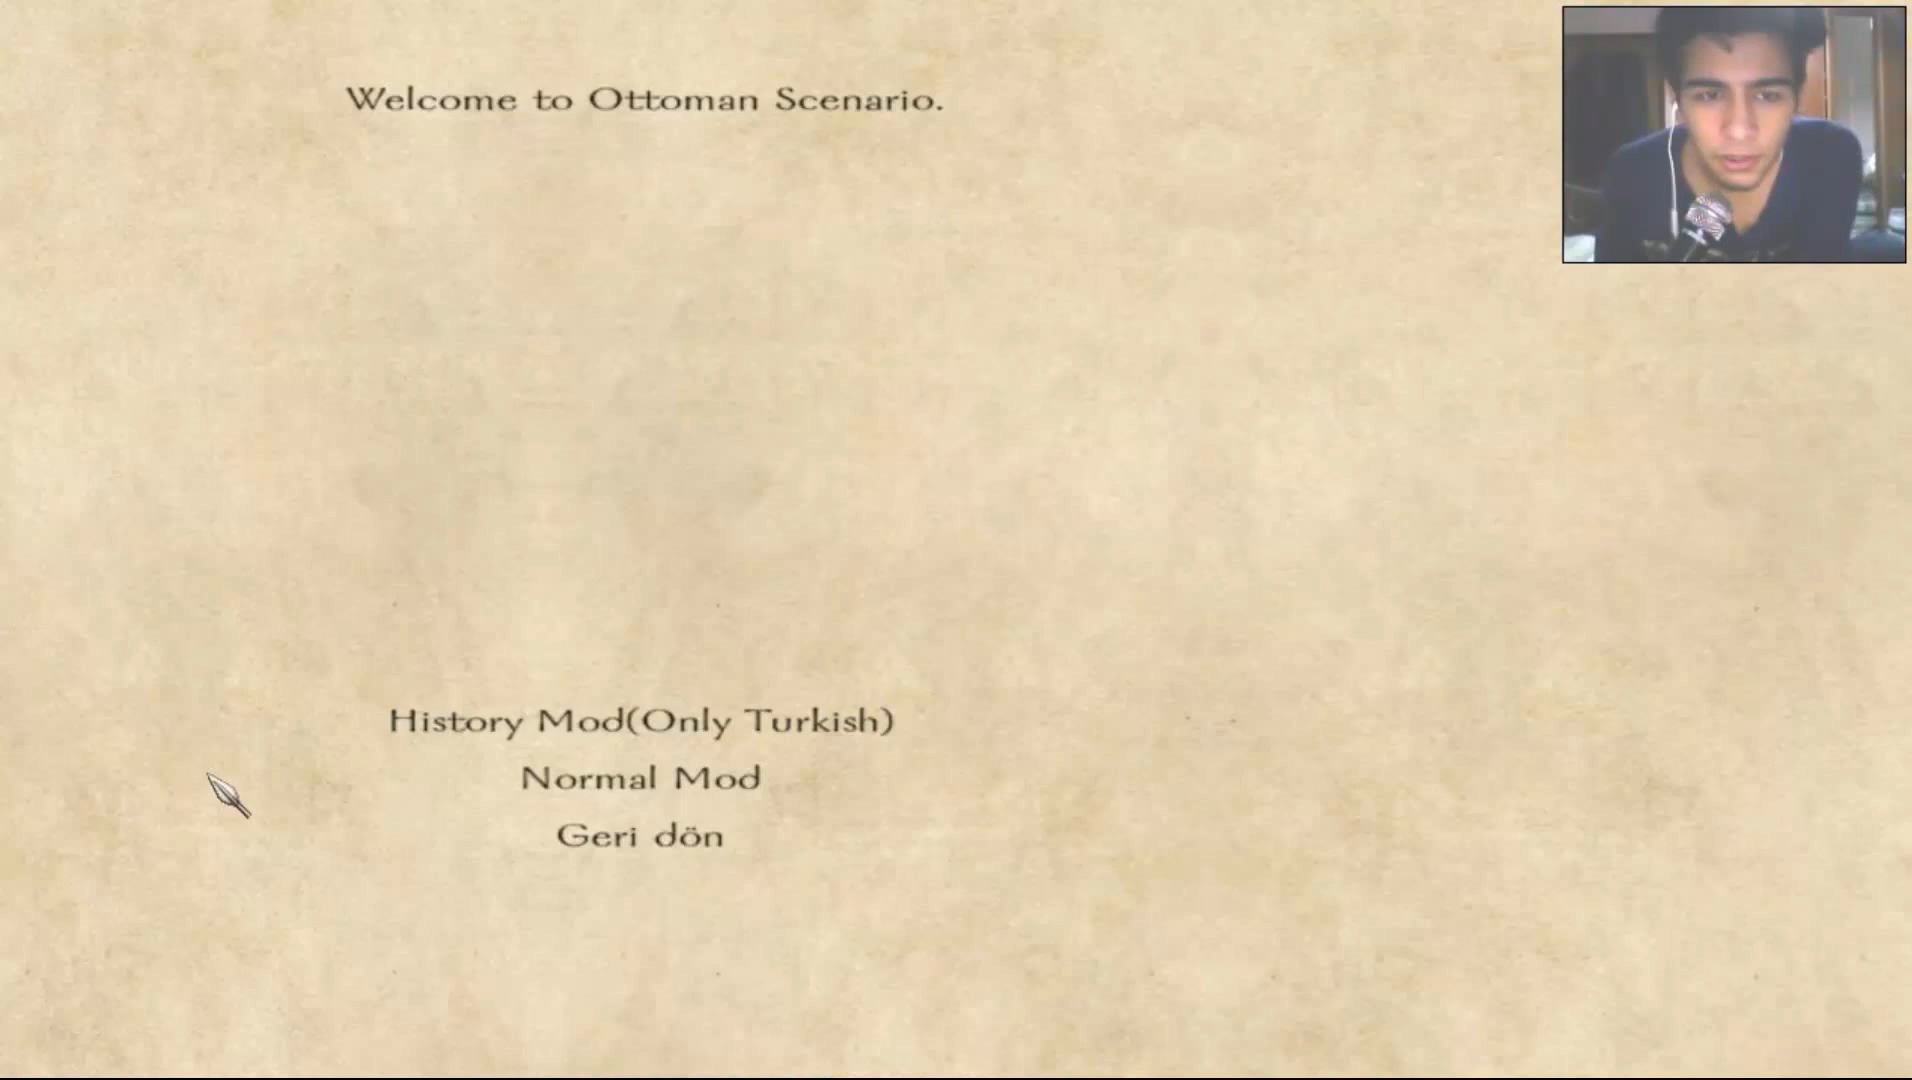 Welcome to Ottoman Scenario.
History Mod(Only Turkish)
Normal Mod
Geri dön